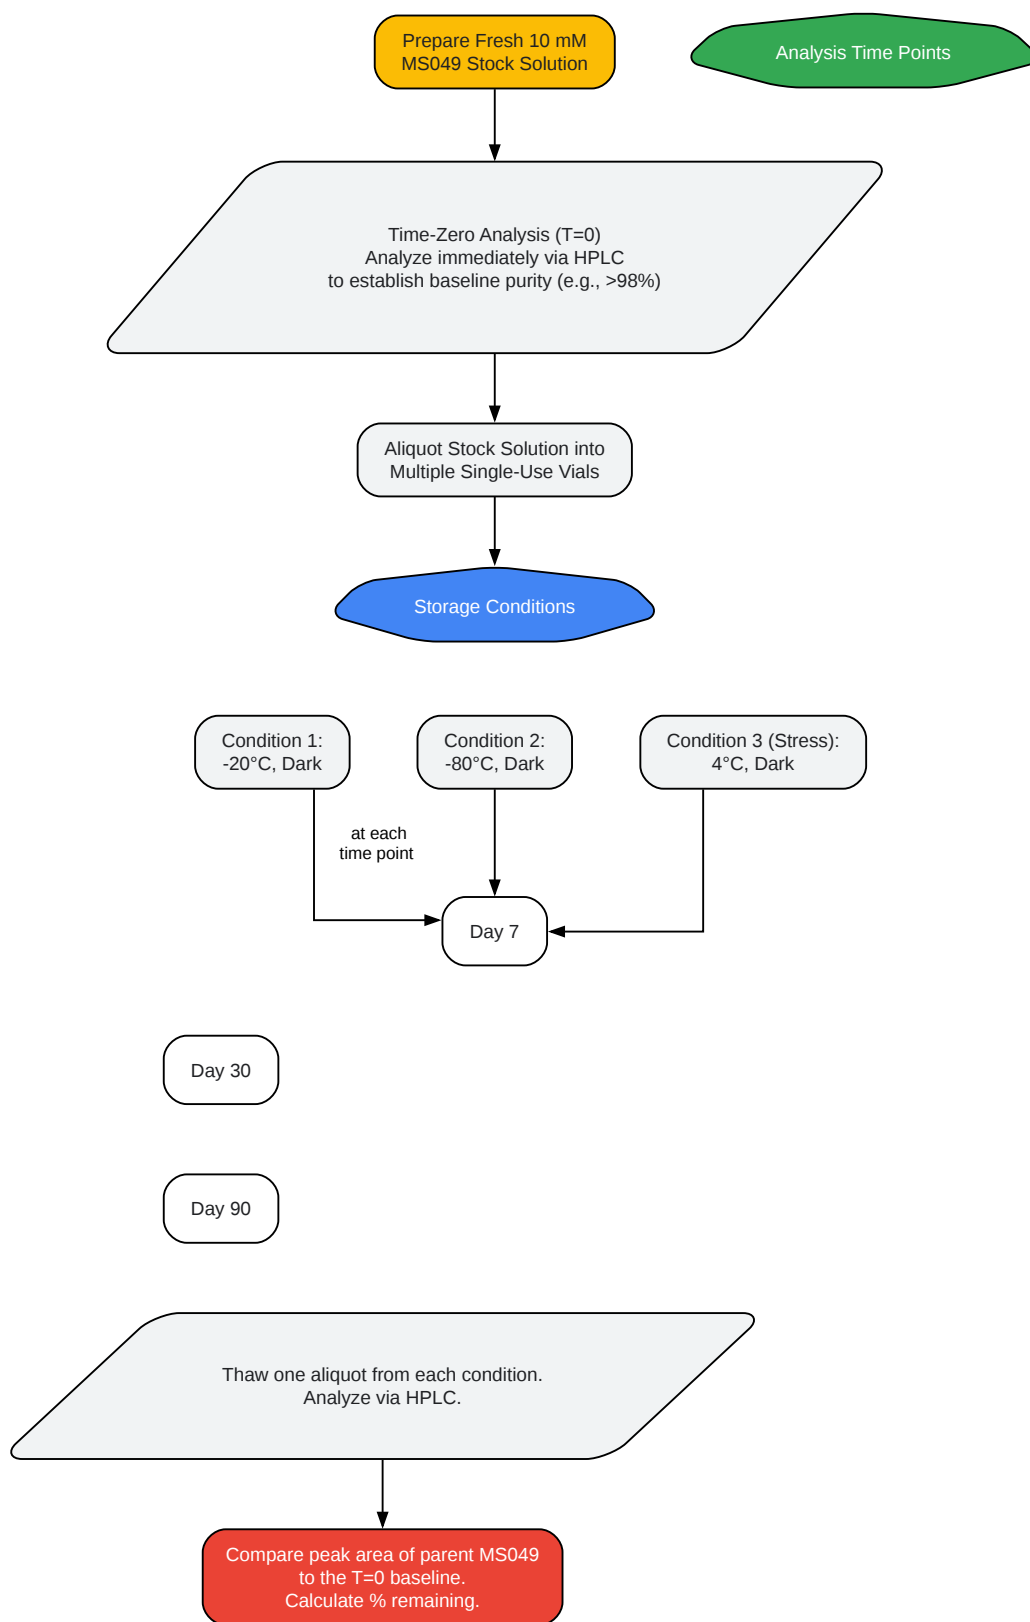 Prepare Fresh 10 mM
MS049 Stock Solution
Analysis Time Points
Time-Zero Analysis (T=0)
Analyze immediately via HPLC
to establish baseline purity (e.g., >98%)
Aliquot Stock Solution into
Multiple Single-Use Vials
Storage Conditions
Condition 1:
-20°C, Dark
Condition 2:
-80°C, Dark
Condition 3 (Stress):
4°C, Dark
at each
time point
Day 7
Day 30
Day 90
Thaw one aliquot from each condition.
Analyze via HPLC.
Compare peak area of parent MS049
to the T=0 baseline.
Calculate % remaining.